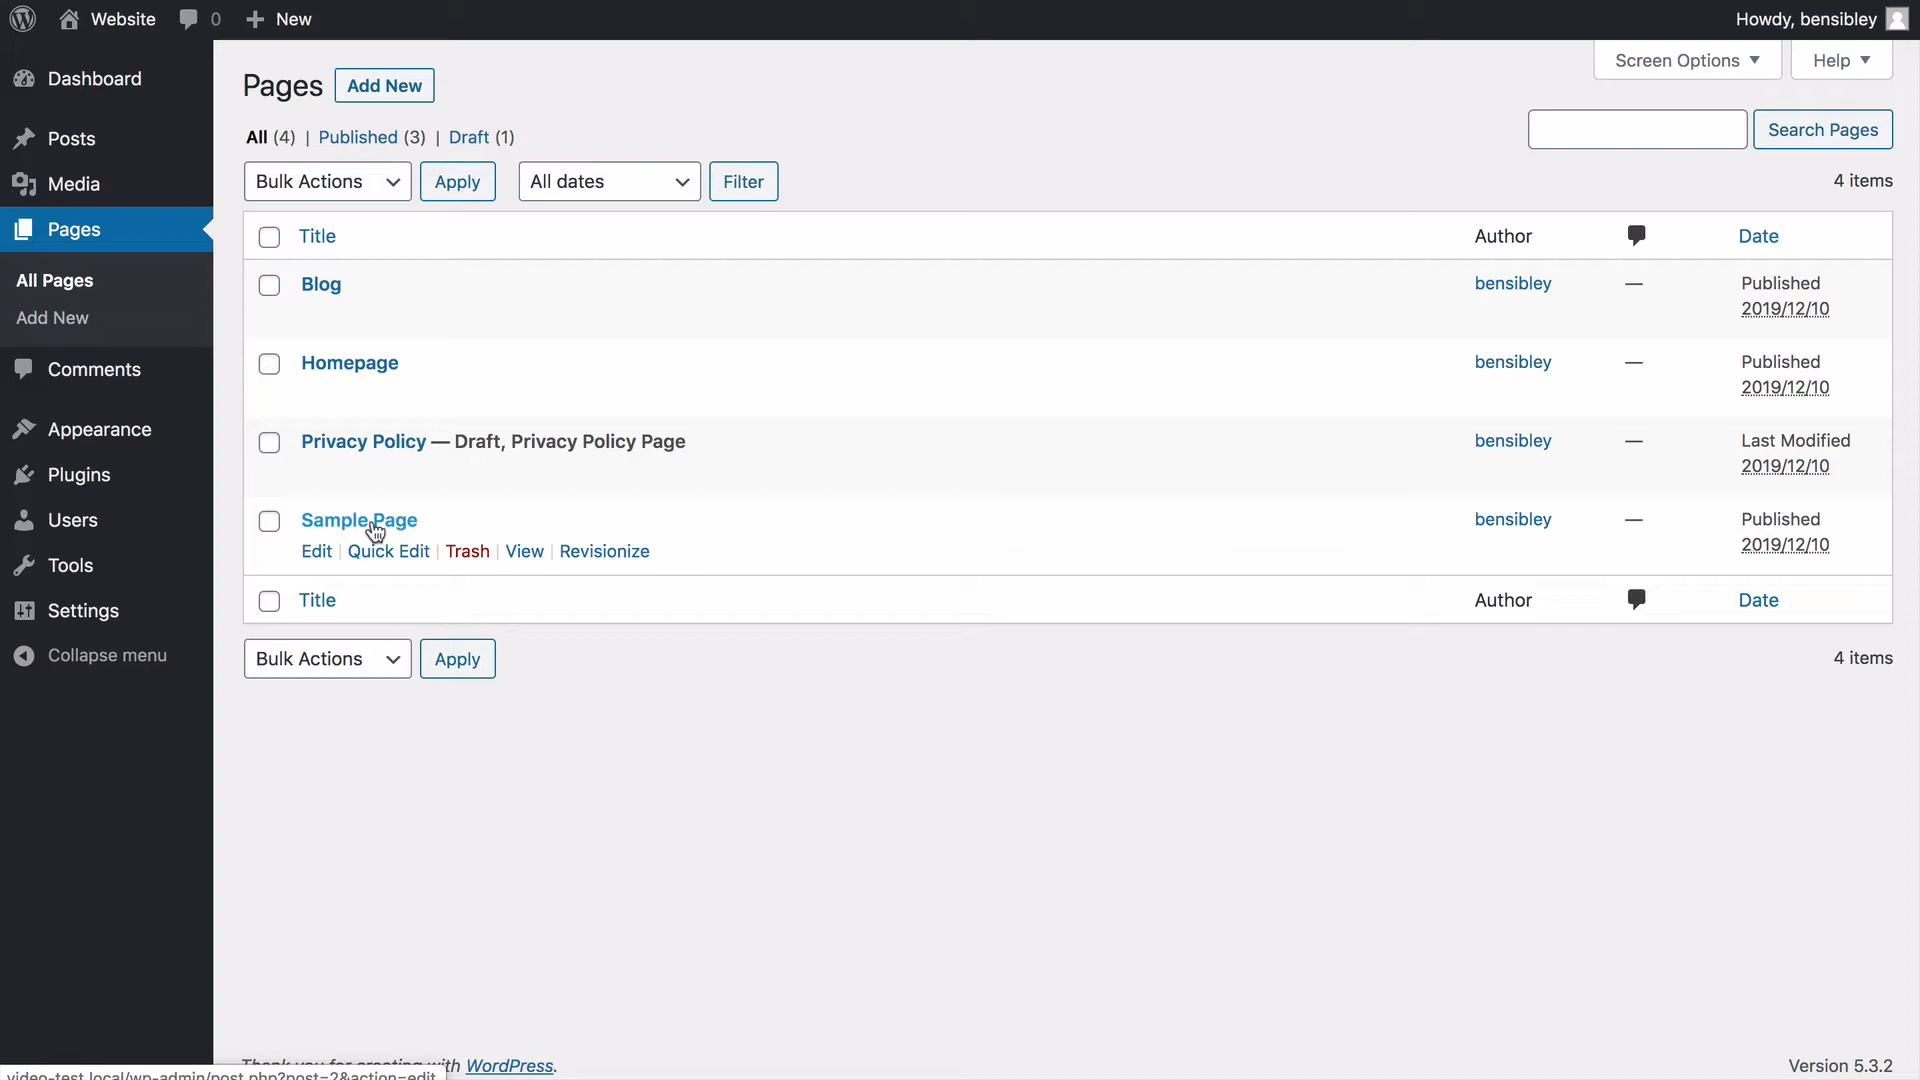 Website 0 New Howdy, bensibley
Screen Options Help
Dashboard
Posts
Media
Pages
All Pages
Add New
Comments
Appearance
Plugins
Users
Tools
Settings
Collapse menu
Pages Add New
All (4) | Published (3) | Draft (1)
Search Pages
Bulk Actions Apply All dates Filter 4 items
Title Author Date
Blog bensibley — Published
2019/12/10
Homepage bensibley — Published
2019/12/10
Privacy Policy — Draft, Privacy Policy Page bensibley — Last Modified
2019/12/10
Sample Page bensibley — Published
2019/12/10
Edit | Quick Edit | Trash | View | Revisionize
Title Author Date
Bulk Actions Apply 4 items
Thank you for creating with WordPress. Version 5.3.2
video-test.local/wp-admin/post.php?post=2&action=edit